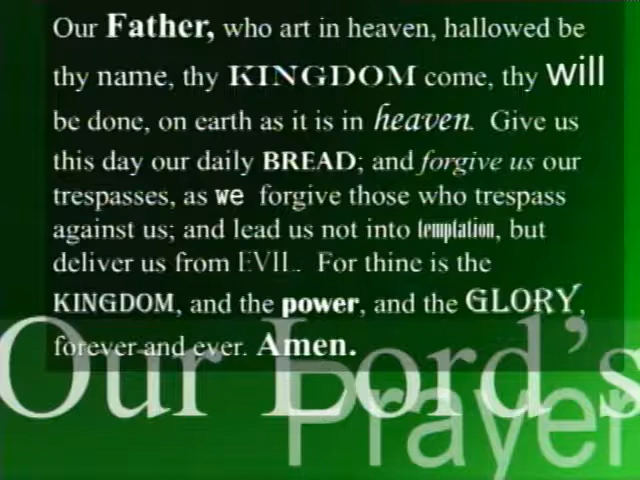 Our Father, who art in heaven, hallowed be
thy name, thy KINGDOM come, thy will
be done, on earth as it is in heaven. Give us
this day our daily BREAD; and forgive us our
trespasses, as we forgive those who trespass
against us; and lead us not into temptation, but
deliver us from EVIL. For thine is the
KINGDOM, and the power, and the GLORY,
forever and ever. Amen.
Our Lord's
Prayer